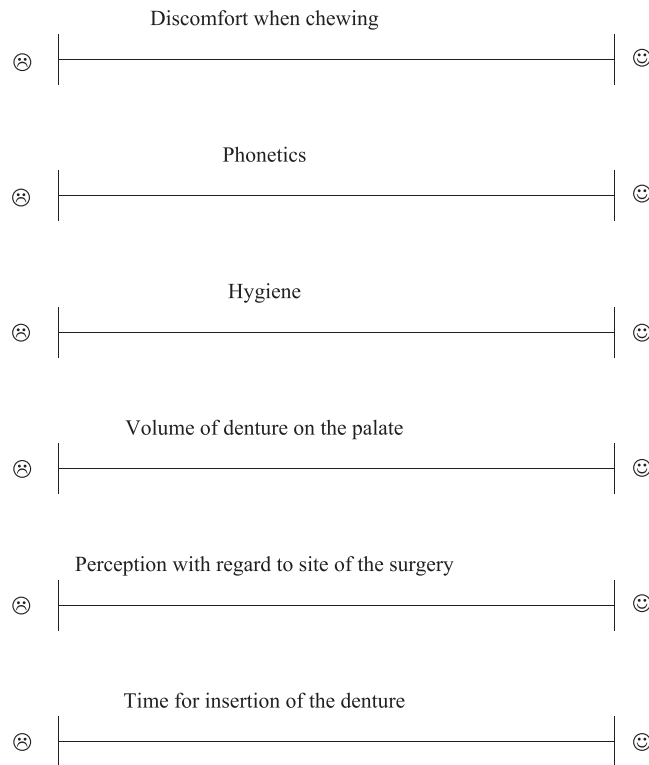 Discomfort when chewing
Phonetics
Hygiene
Volume of denture on the palate
Perception with regard to site of the surgery
Time for insertion of the denture